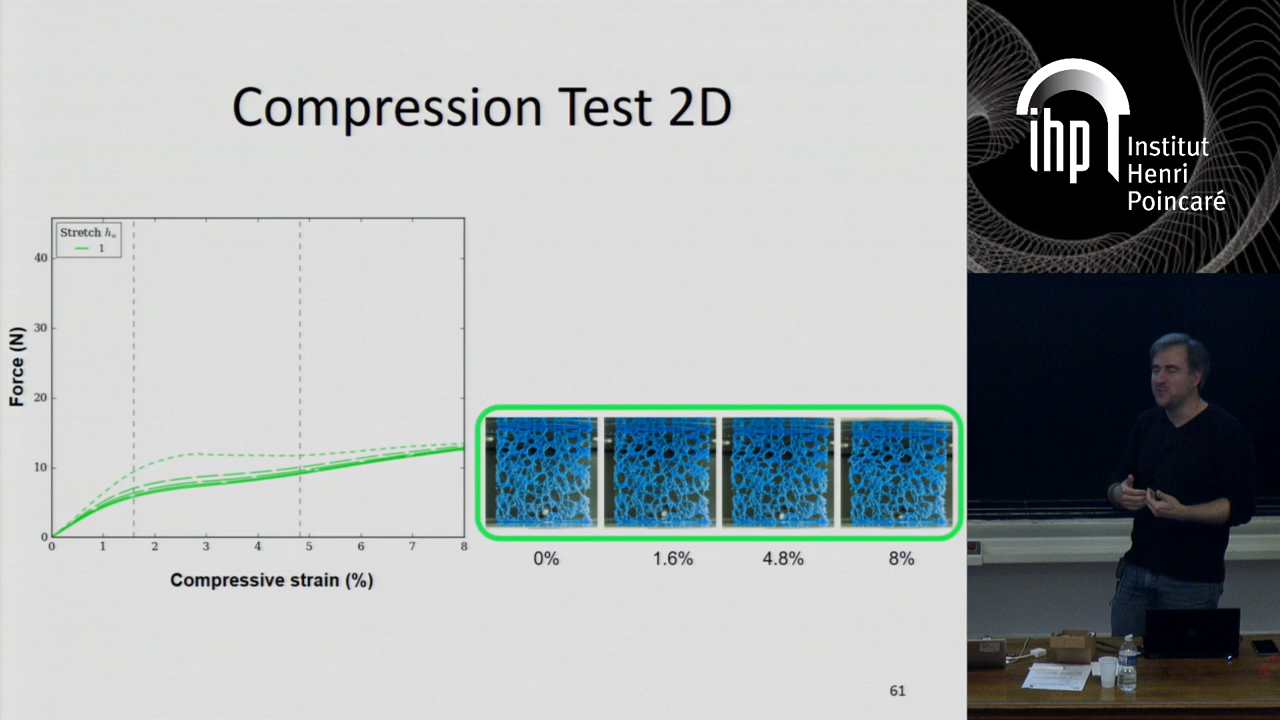 Compression Test 2D
Stretch hᵤ
1
40
30
20
10
0
Force (N)
0 1 2 3 4 5 6 7 8
Compressive strain (%)
0% 1.6% 4.8% 8%
61
ihp
Institut
Henri
Poincaré